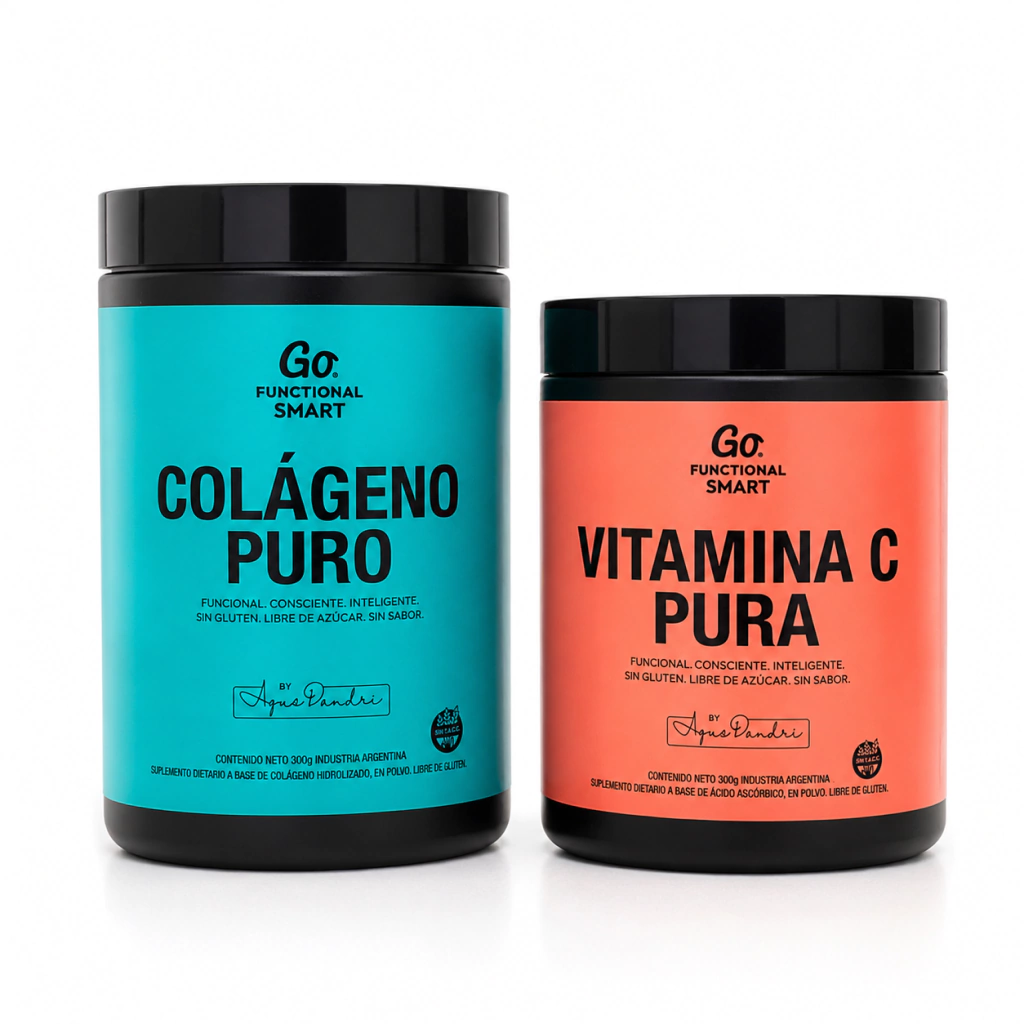 Go®
FUNCTIONAL
SMART
COLÁGENO
PURO
FUNCIONAL. CONSCIENTE. INTELIGENTE.
SIN GLUTEN. LIBRE DE AZÚCAR. SIN SABOR.
BY
Agus Dandri
SIN T.A.C.C.
CONTENIDO NETO 300g INDUSTRIA ARGENTINA
SUPLEMENTO DIETARIO A BASE DE COLÁGENO HIDROLIZADO, EN POLVO. LIBRE DE GLUTEN.
Go®
FUNCTIONAL
SMART
VITAMINA C
PURA
FUNCIONAL. CONSCIENTE. INTELIGENTE.
SIN GLUTEN. LIBRE DE AZÚCAR. SIN SABOR.
BY
Agus Dandri
SIN T.A.C.C.
CONTENIDO NETO 300g INDUSTRIA ARGENTINA
SUPLEMENTO DIETARIO A BASE DE ÁCIDO ASCÓRBICO, EN POLVO. LIBRE DE GLUTEN.